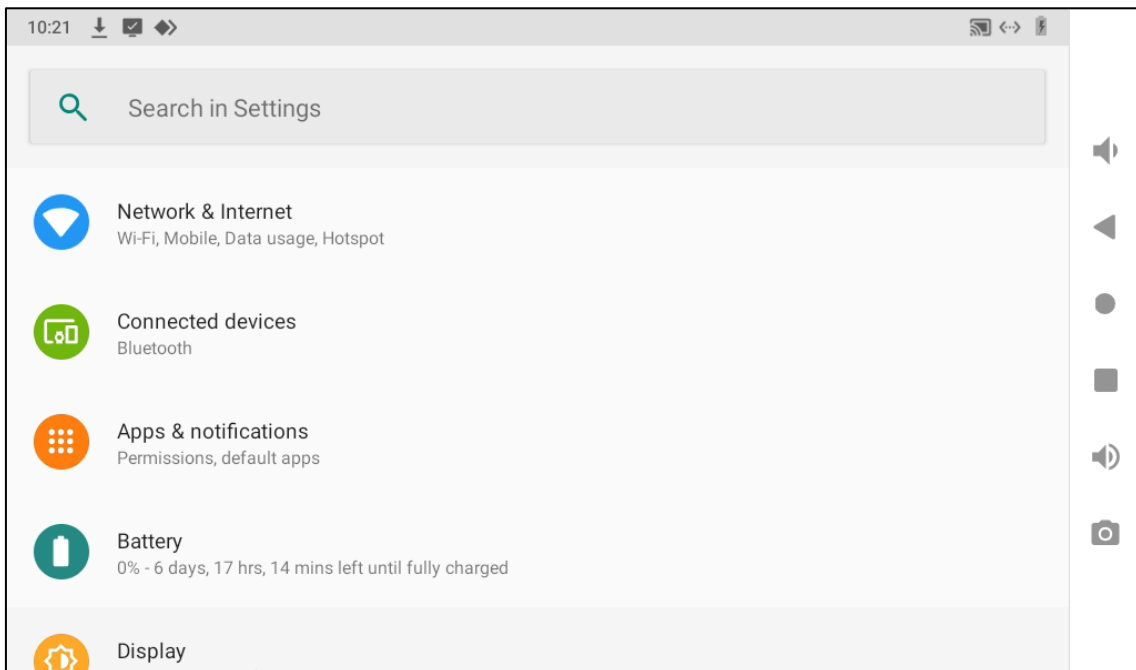 10:21
Search in Settings
Network & Internet
Wi-Fi, Mobile, Data usage, Hotspot
Connected devices
Bluetooth
Apps & notifications
Permissions, default apps
Battery
0% - 6 days, 17 hrs, 14 mins left until fully charged
Display